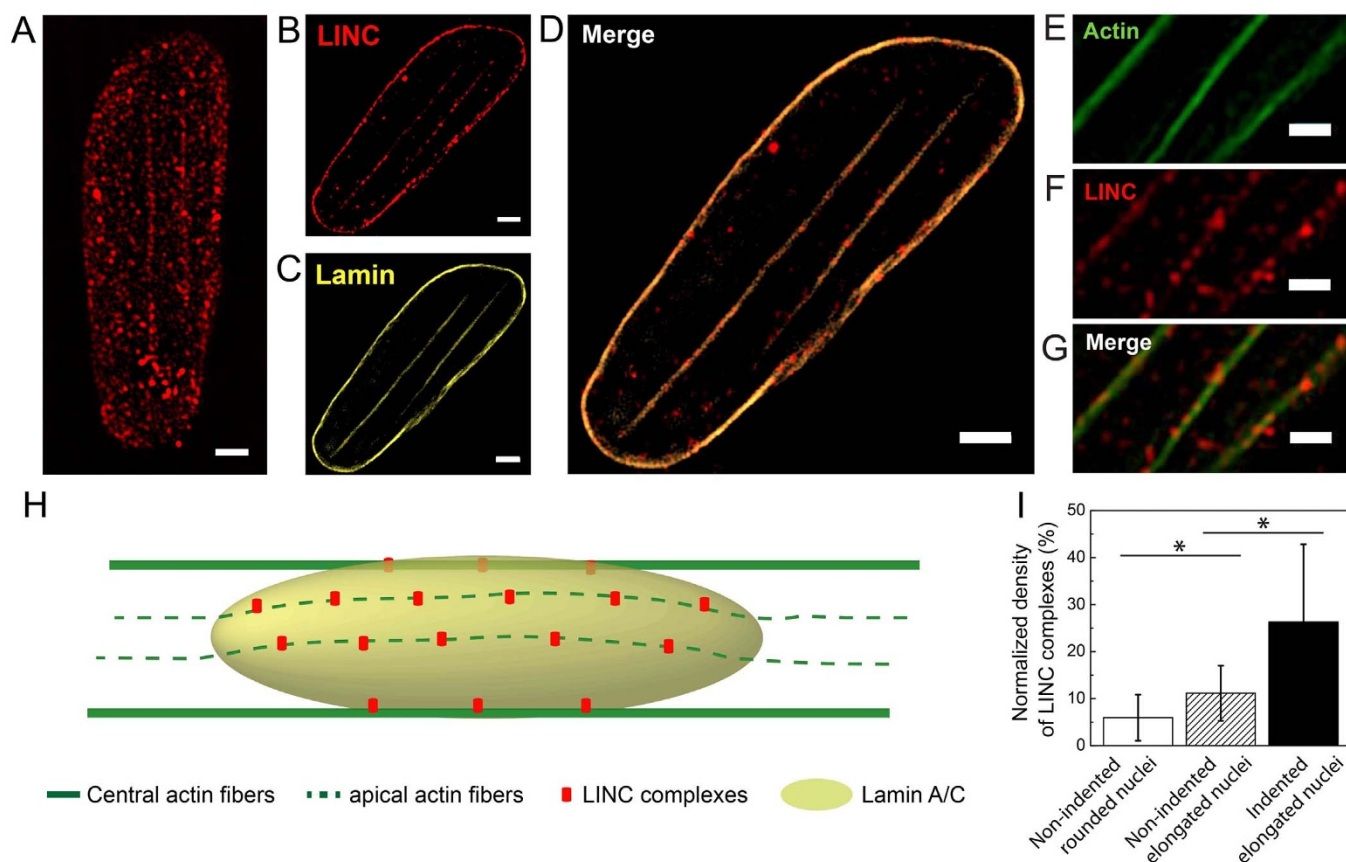 A
B
LINC
C
Lamin
D
Merge
E
Actin
F
LINC
G
Merge
H
Central actin fibers
apical actin fibers
LINC complexes
Lamin A/C
I
Normalized density
of LINC complexes (%)
50
40
30
20
10
0
*
*
Non-indented
rounded nuclei
Non-indented
elongated nuclei
Indented
elongated nuclei